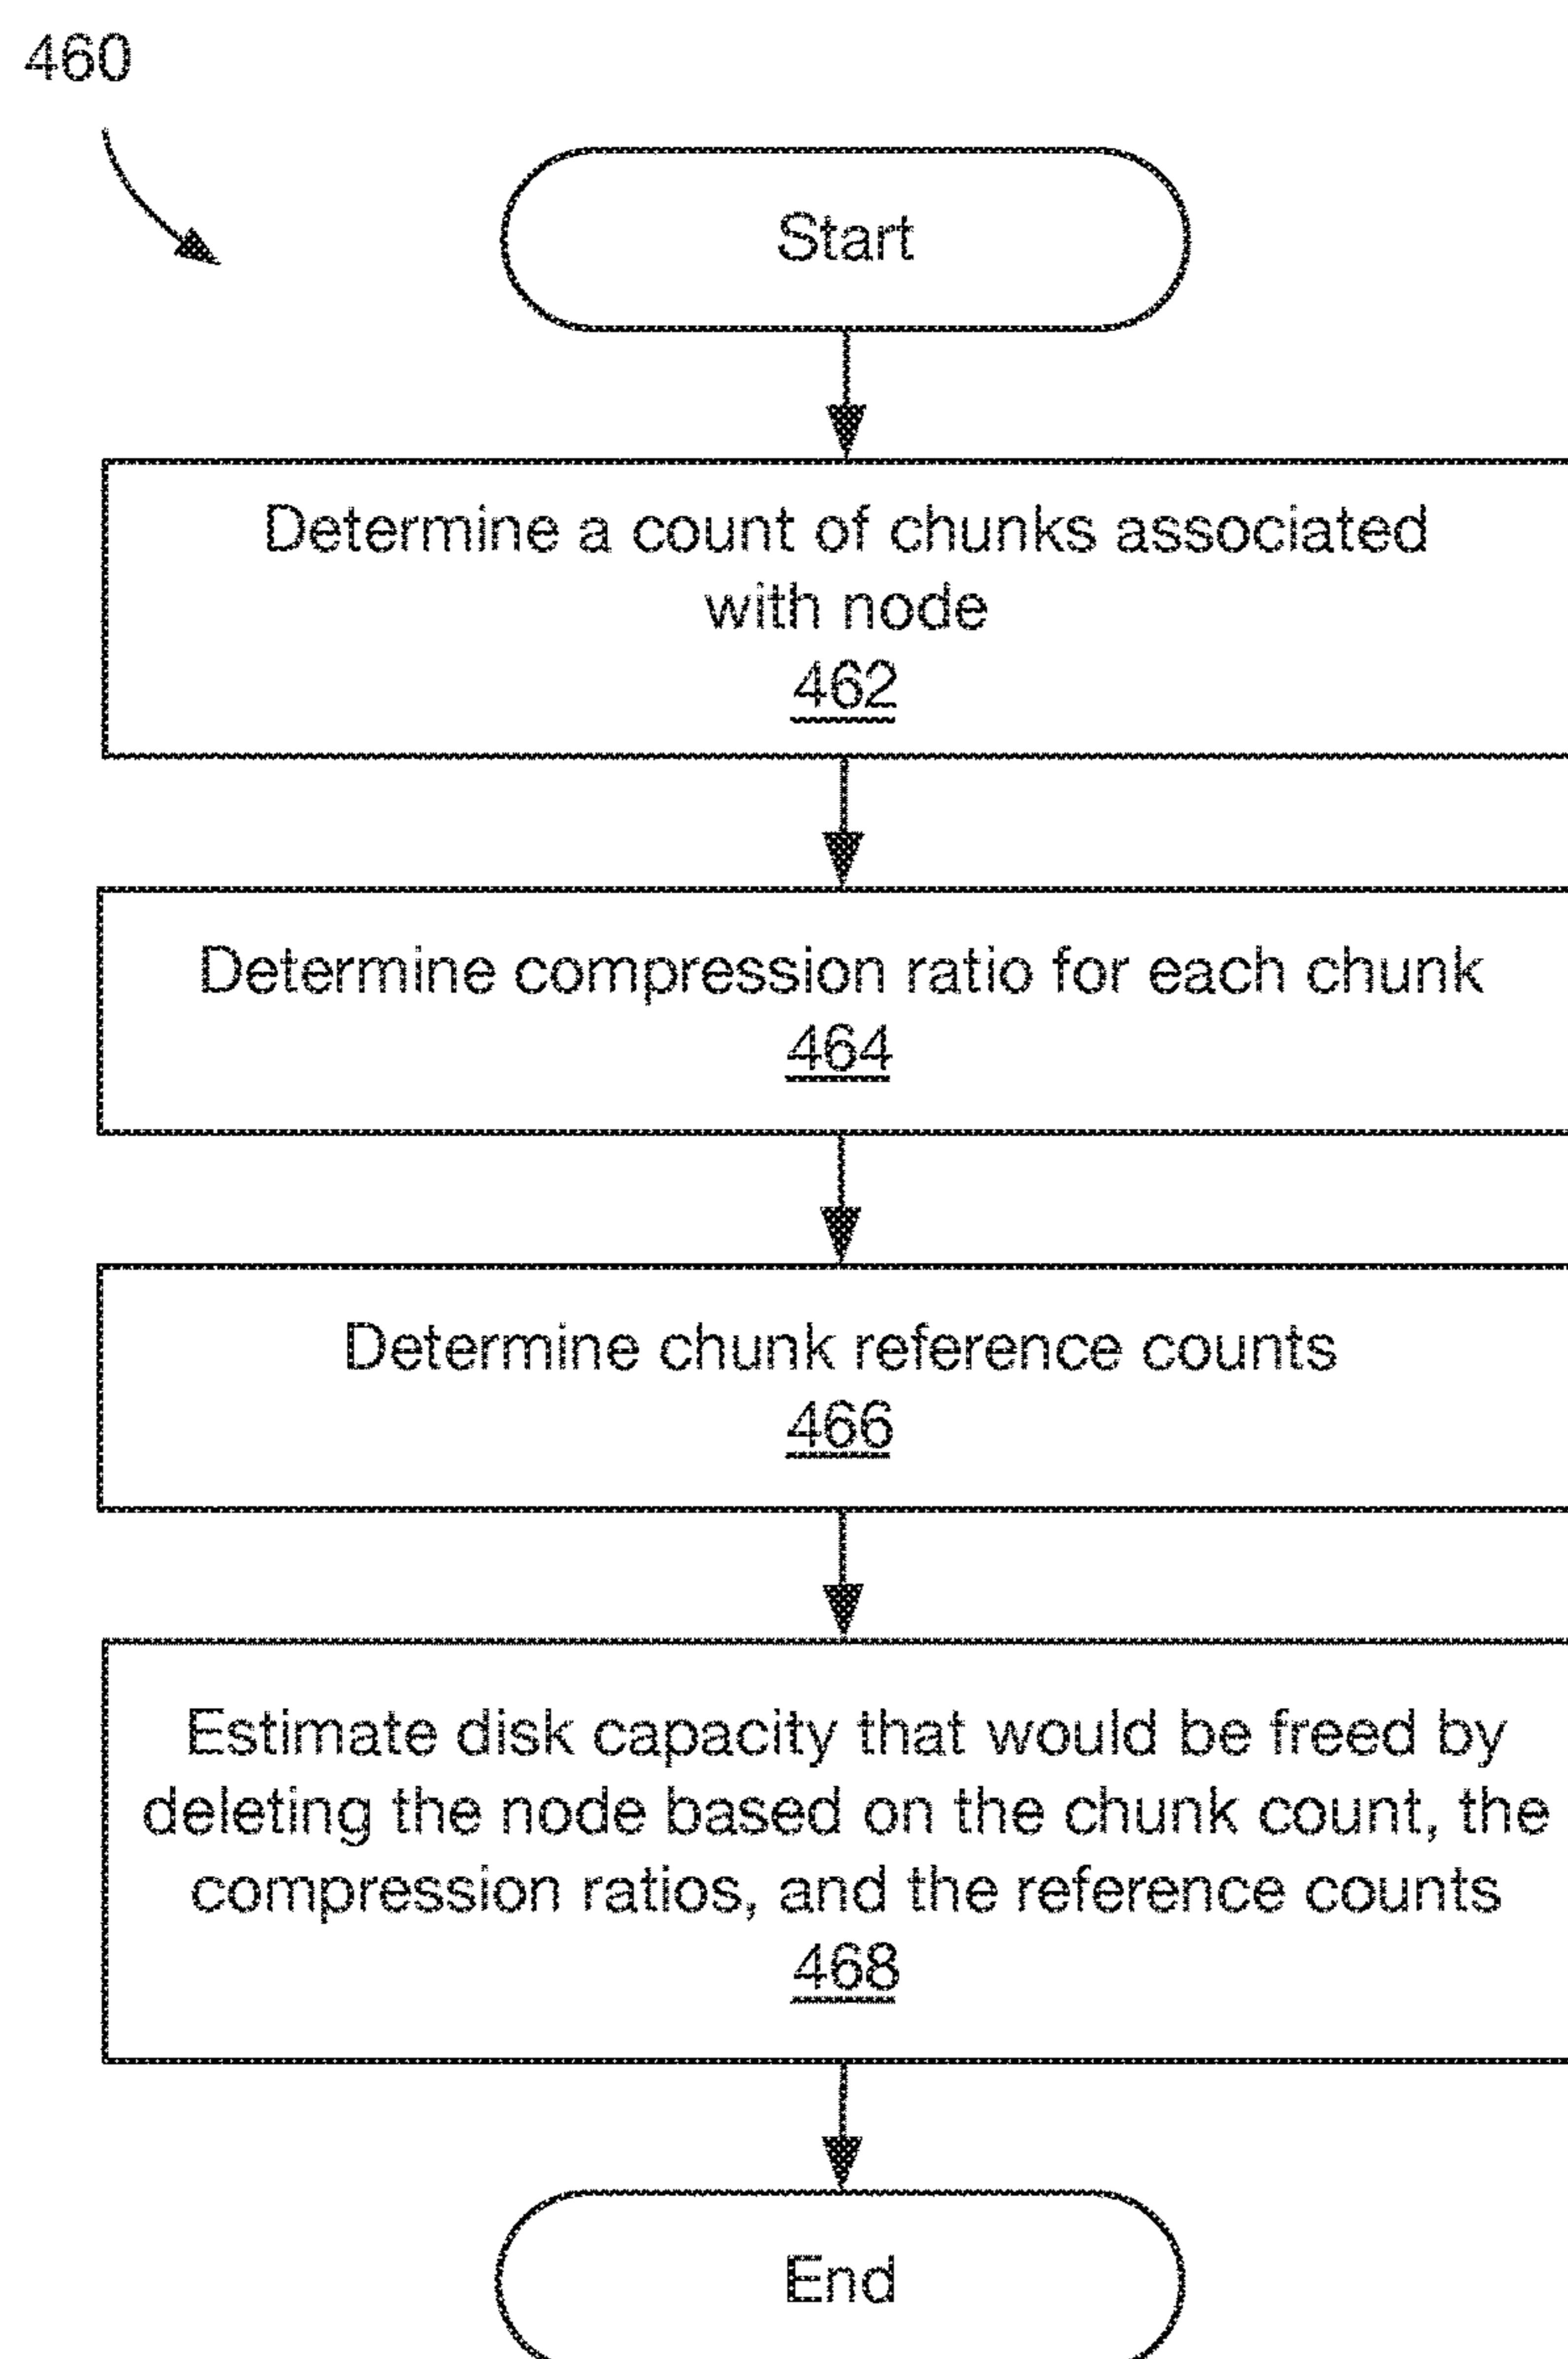 460
Start
Determine a count of chunks associated
with node
462
Determine compression ratio for each chunk
464
Determine chunk reference counts
466
Estimate disk capacity that would be freed by
deleting the node based on the chunk count, the
compression ratios, and the reference counts
468
End